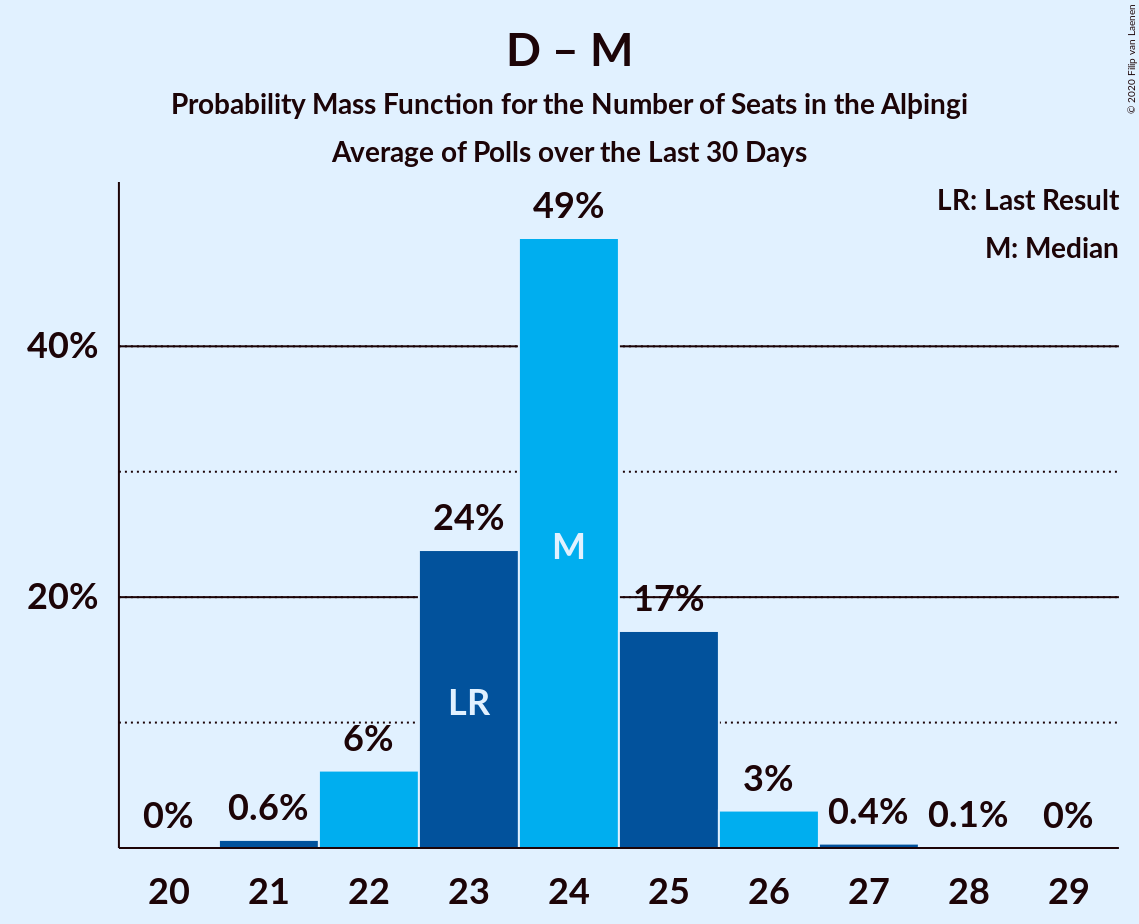 D – M
Probability Mass Function for the Number of Seats in the Alþingi
Average of Polls over the Last 30 Days
© 2020 Filip van Laenen
LR: Last Result
M: Median
49%
40%
24%
M
20%
17%
LR
6%
3%
0%
0.6%
0.4%
0.1%
0%
20 21 22 23 24 25 26 27 28 29